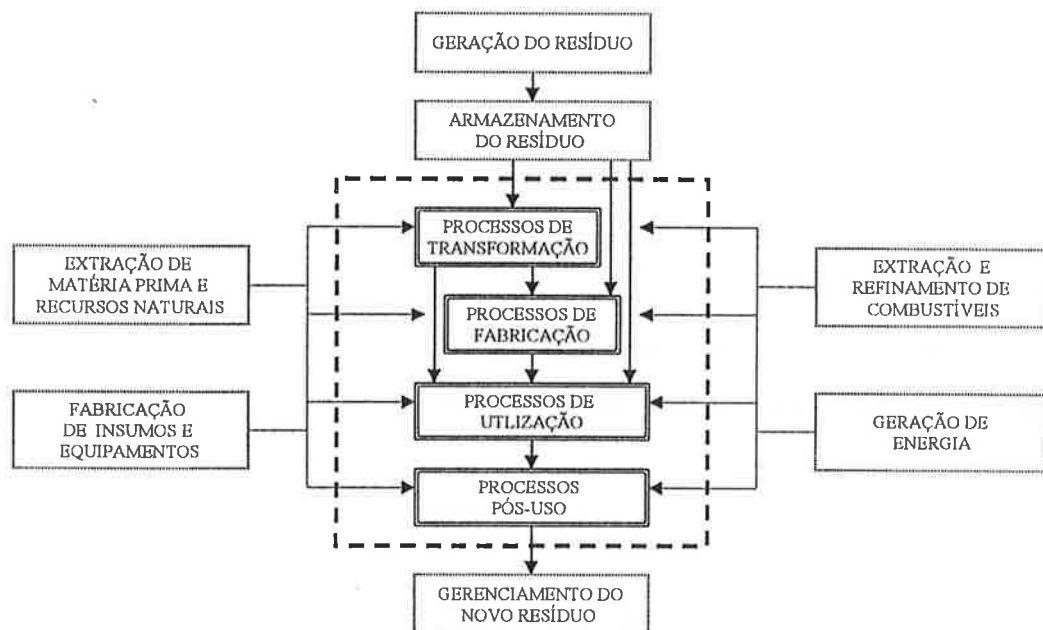 GERAÇÃO DO RESÍDUO
ARMAZENAMENTO
DO RESÍDUO
PROCESSOS DE
TRANSFORMAÇÃO
EXTRAÇÃO DE
MATÉRIA PRIMA E
RECURSOS NATURAIS
EXTRAÇÃO E
REFINAMENTO DE
COMBUSTÍVEIS
PROCESSOS DE
FABRICAÇÃO
FABRICAÇÃO
DE INSUMOS E
EQUIPAMENTOS
PROCESSOS DE
UTLIZAÇÃO
GERAÇÃO DE
ENERGIA
PROCESSOS
PÓS-USO
GERENCIAMENTO DO
NOVO RESÍDUO